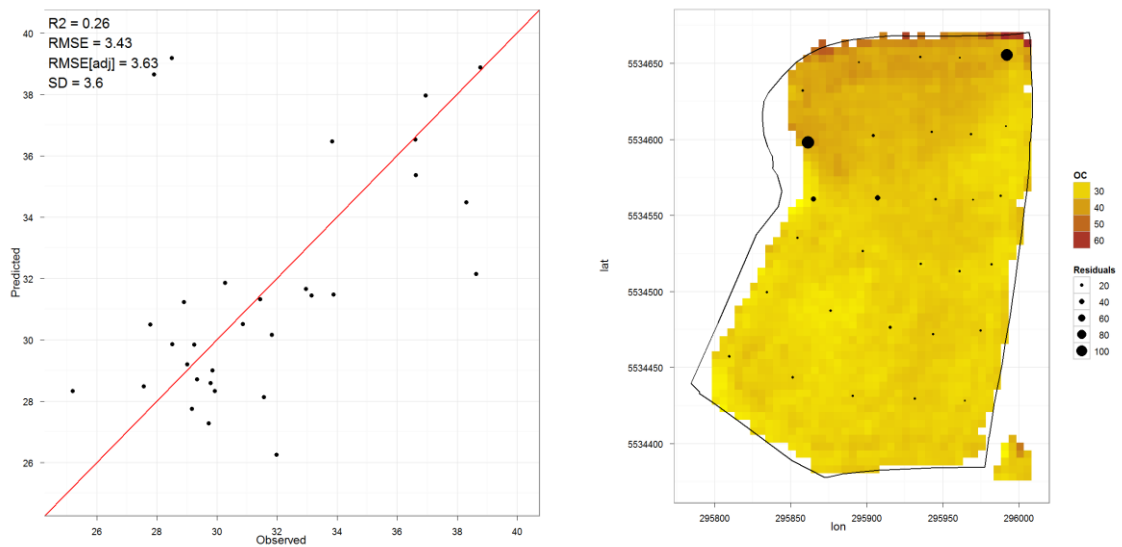 R2 = 0.26
RMSE = 3.43
RMSE[adj] = 3.63
SD = 3.6
40
38
36
34
32
30
28
26
Predicted
26 28 30 32 34 36 38 40
Observed
5534650
5534600
5534550
5534500
5534450
5534400
lat
295800 295850 295900 295950 296000
lon
OC
30
40
50
60
Residuals
20
40
60
80
100